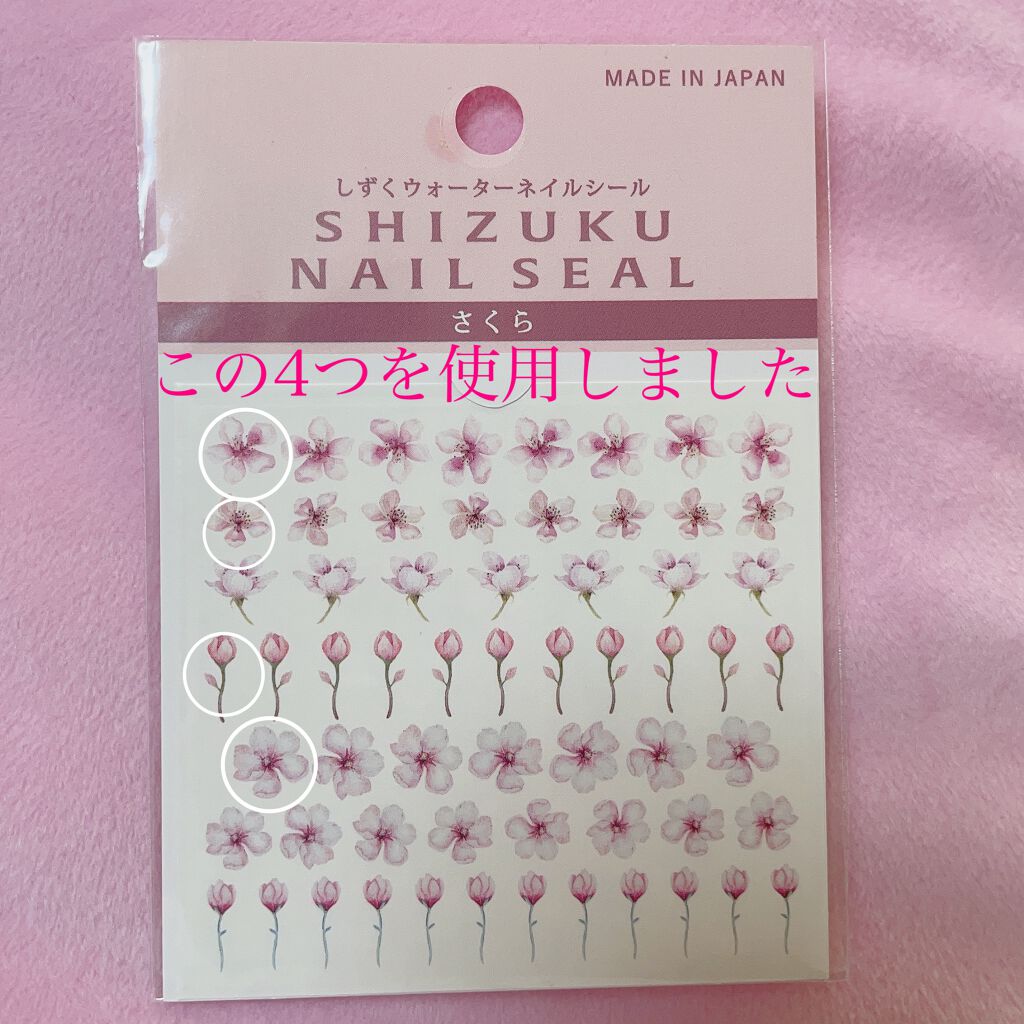 MADE IN JAPAN
しずくウォーターネイルシール
SHIZUKU
NAIL SEAL
さくら
この4つを使用しました